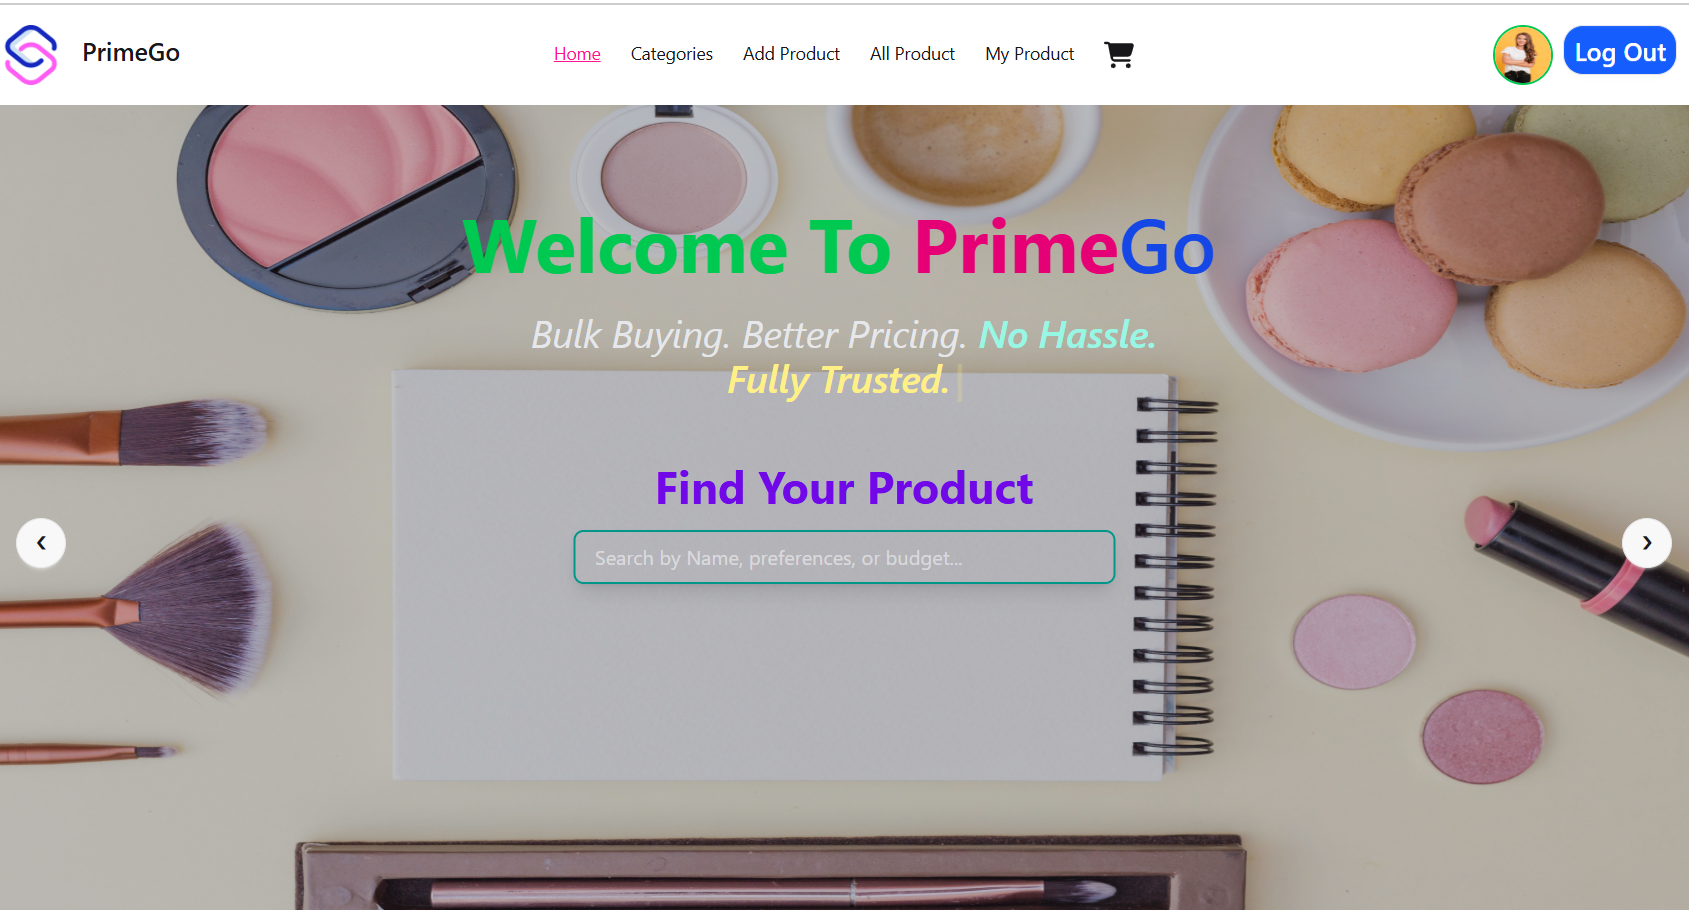 PrimeGo
Home Categories Add Product All Product My Product
Log Out
Welcome To PrimeGo
Bulk Buying. Better Pricing. No Hassle.
Fully Trusted.
Find Your Product
Search by Name, preferences, or budget...